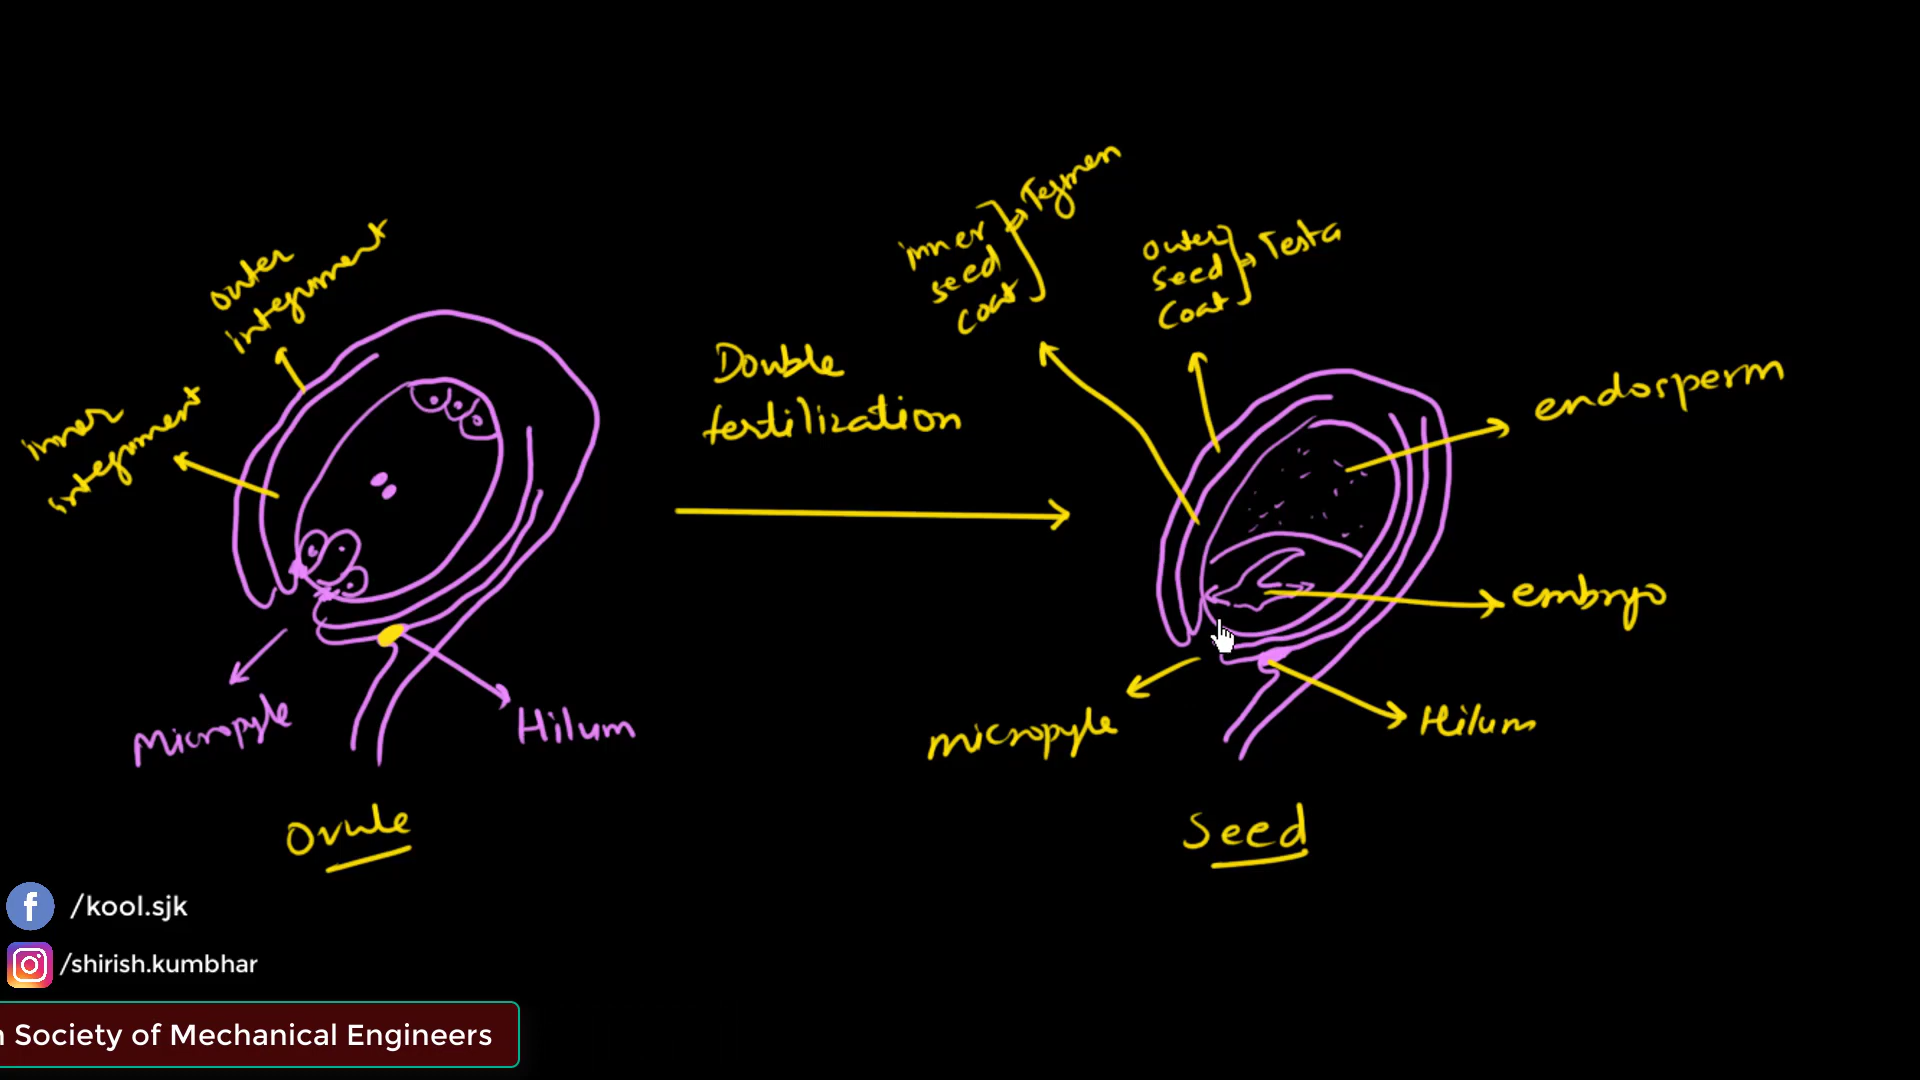 outer
integument
inner
integument
Micropyle
Hilum
Ovule
Double
fertilization
inner
seed
coat
Tegmen
outer
seed
coat
Testa
endosperm
embryo
micropyle
Hilum
Seed
/kool.sjk
/shirish.kumbhar
n Society of Mechanical Engineers